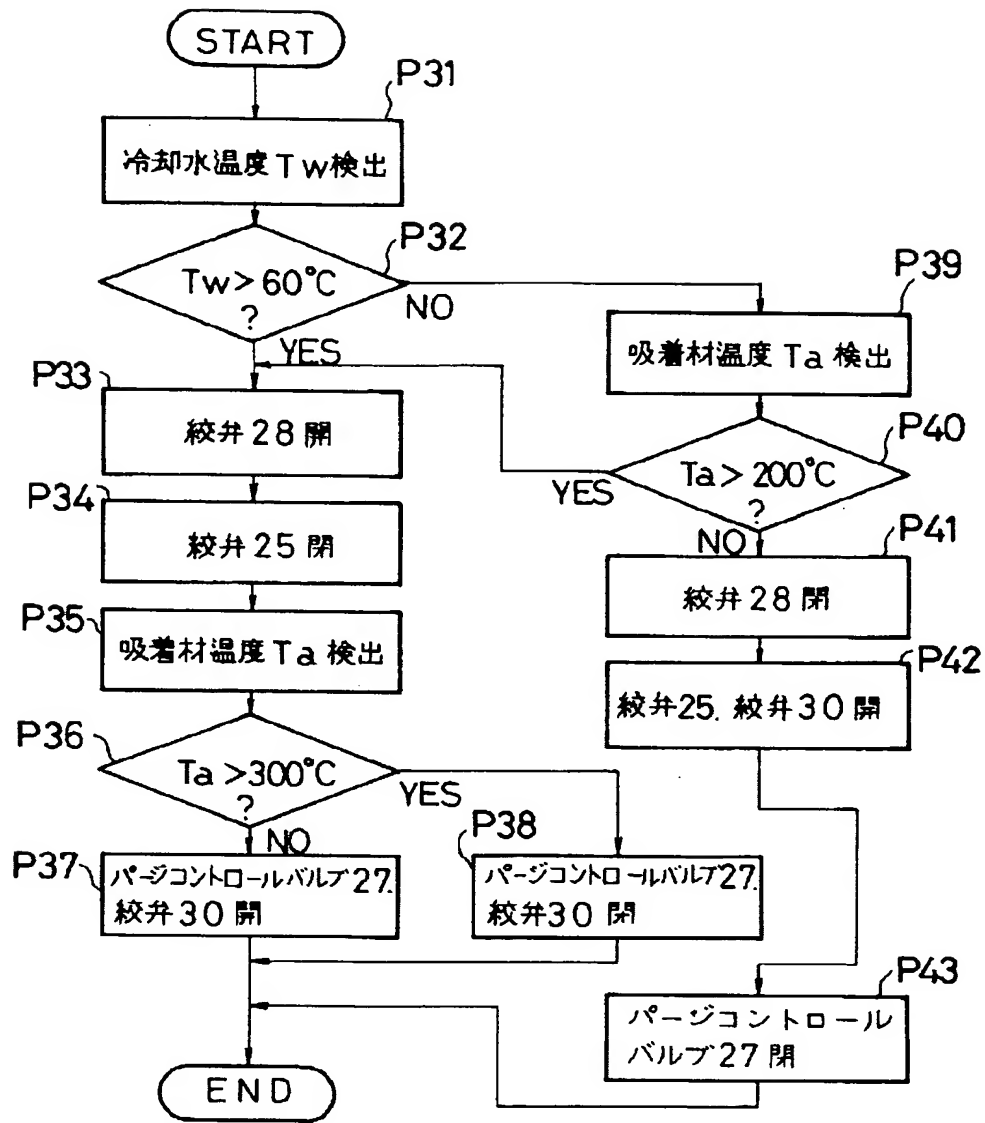 START
P31
冷却水温度Tw検出
P32
Tw>60℃
?
NO
YES
P33
絞弁28開
P34
絞弁25閉
P35
吸着材温度Ta検出
P36
Ta>300℃
?
YES
NO
P37
パージコントロールバルブ27.
絞弁30開
P38
パージコントロールバルブ27.
絞弁30閉
P39
吸着材温度Ta検出
P40
Ta>200℃
?
YES
NO
P41
絞弁28閉
P42
絞弁25.絞弁30開
P43
パージコントロール
バルブ27閉
END